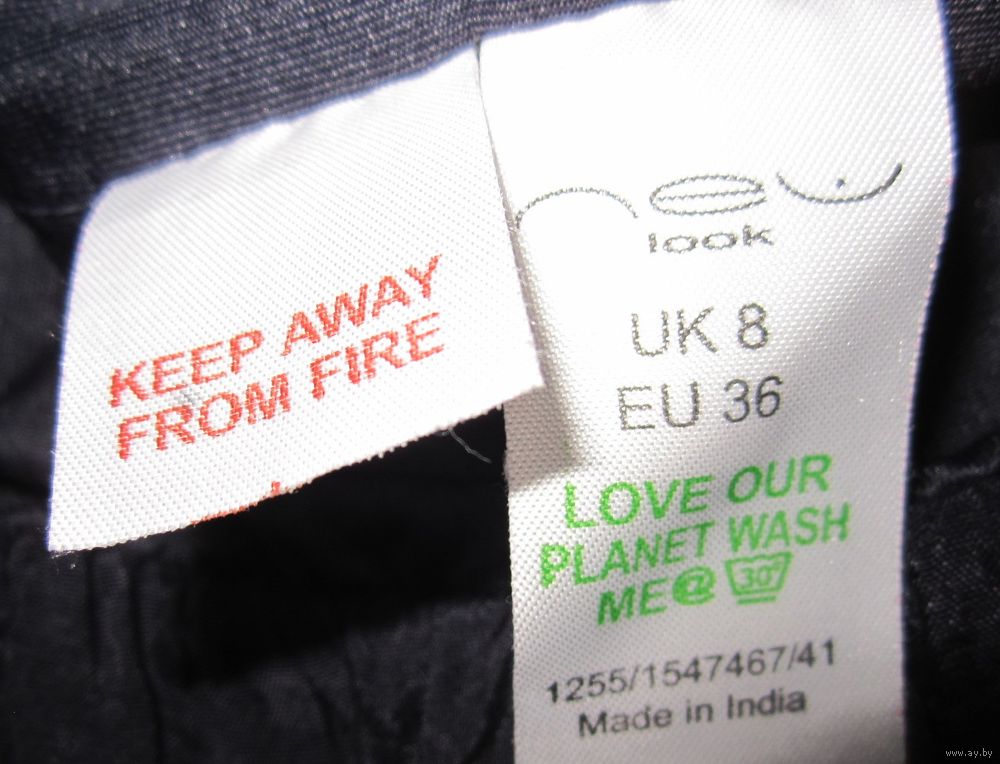 KEEP AWAY
FROM FIRE
new
look
UK 8
EU 36
LOVE OUR
PLANET WASH
ME@ 30°
1255/1547467/41
Made in India
www.ay.by